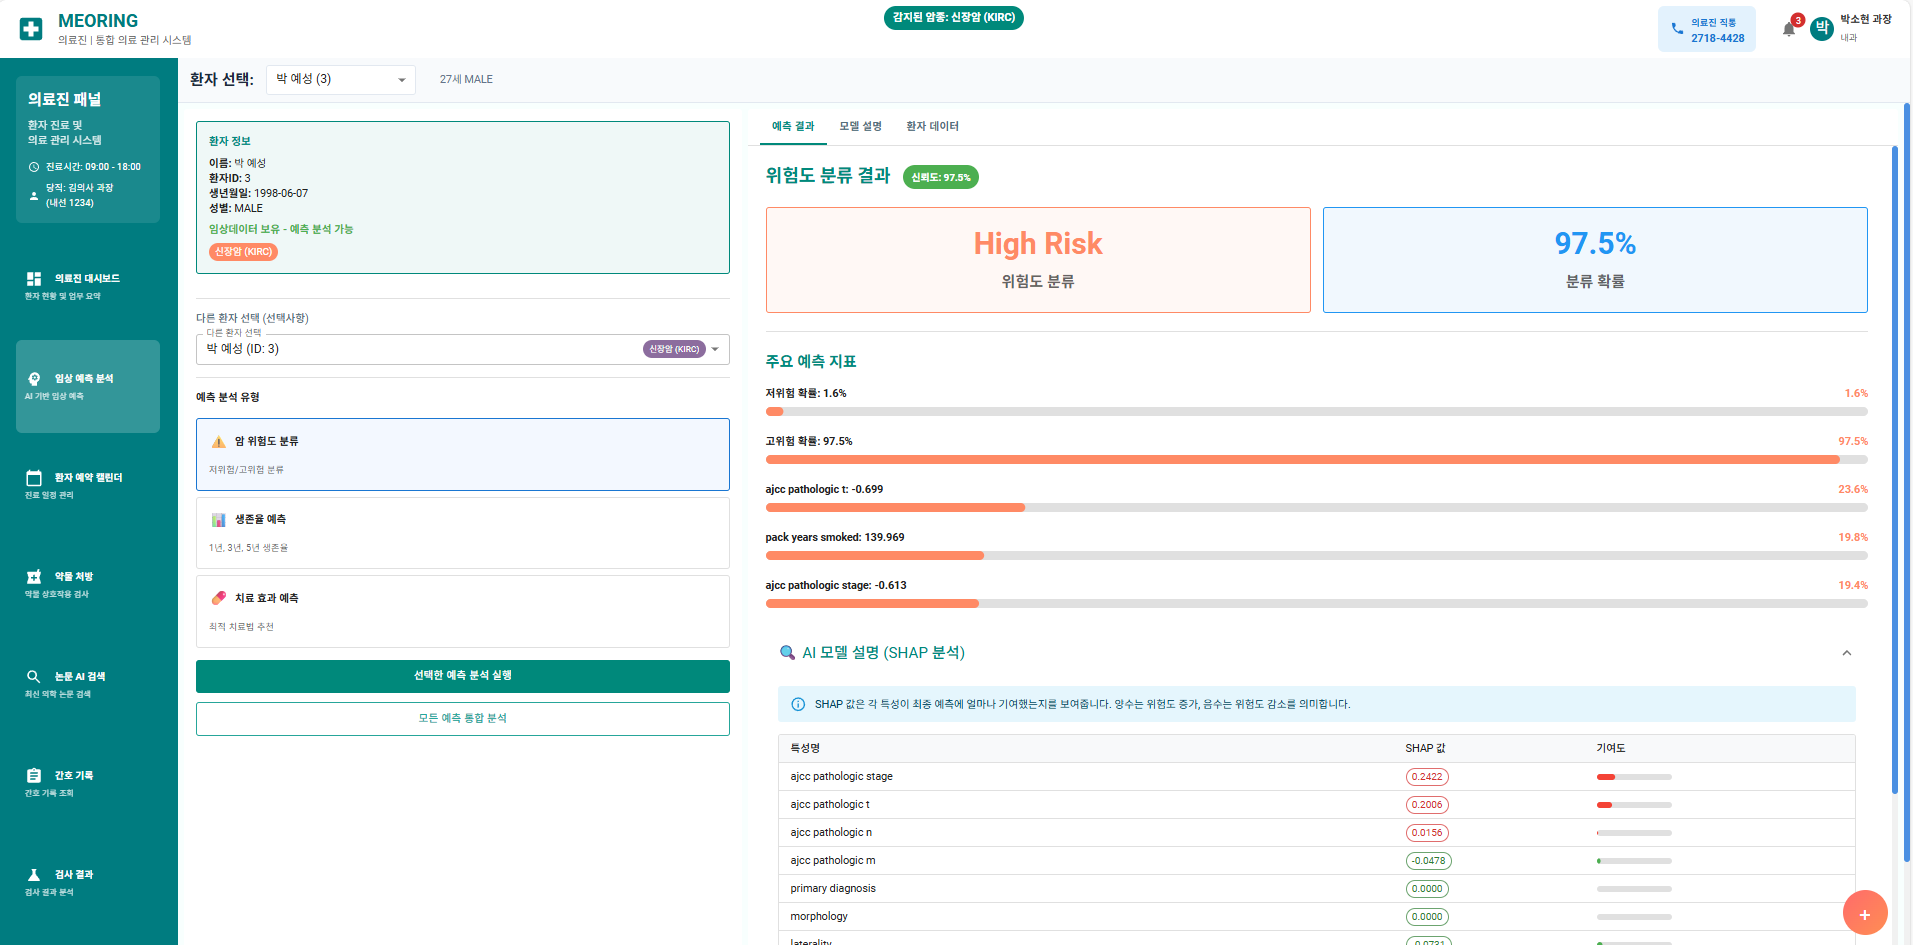 MEORING
의료진 | 통합 의료 관리 시스템
감지된 암종: 신장암 (KIRC)
의료진 직통
2718-4428
3
박
박소현 과장
내과
의료진 패널
환자 진료 및
의료 관리 시스템
진료시간: 09:00 - 18:00
당직: 김의사 과장
(내선 1234)
의료진 대시보드
환자 현황 및 업무 요약
임상 예측 분석
AI 기반 임상 예측
환자 예약 캘린더
진료 일정 관리
약물 처방
약물 상호작용 검사
논문 AI 검색
최신 의학 논문 검색
간호 기록
간호 기록 조회
검사 결과
검사 결과 분석
환자 선택:
박 예성 (3)
27세 MALE
환자 정보
이름: 박 예성
환자ID: 3
생년월일: 1998-06-07
성별: MALE
임상데이터 보유 - 예측 분석 가능
신장암 (KIRC)
다른 환자 선택 (선택사항)
다른 환자 선택
박 예성 (ID: 3)
신장암 (KIRC)
예측 분석 유형
암 위험도 분류
저위험/고위험 분류
생존율 예측
1년, 3년, 5년 생존율
치료 효과 예측
최적 치료법 추천
선택한 예측 분석 실행
모든 예측 통합 분석
예측 결과
모델 설명
환자 데이터
위험도 분류 결과
신뢰도: 97.5%
High Risk
위험도 분류
97.5%
분류 확률
주요 예측 지표
저위험 확률: 1.6%
1.6%
고위험 확률: 97.5%
97.5%
ajcc pathologic t: -0.699
23.6%
pack years smoked: 139.969
19.8%
ajcc pathologic stage: -0.613
19.4%
AI 모델 설명 (SHAP 분석)
SHAP 값은 각 특성이 최종 예측에 얼마나 기여했는지를 보여줍니다. 양수는 위험도 증가, 음수는 위험도 감소를 의미합니다.
특성명 SHAP 값 기여도
ajcc pathologic stage 0.2422
ajcc pathologic t 0.2006
ajcc pathologic n 0.0156
ajcc pathologic m -0.0478
primary diagnosis 0.0000
morphology 0.0000
laterality -0.0731
+